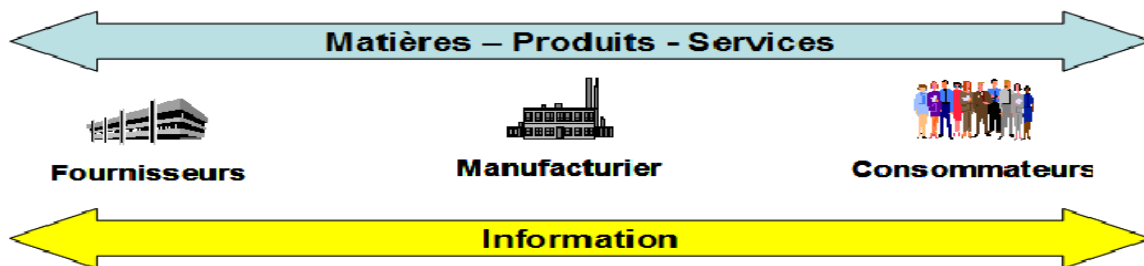 Matières – Produits - Services
Fournisseurs
Manufacturier
Consommateurs
Information